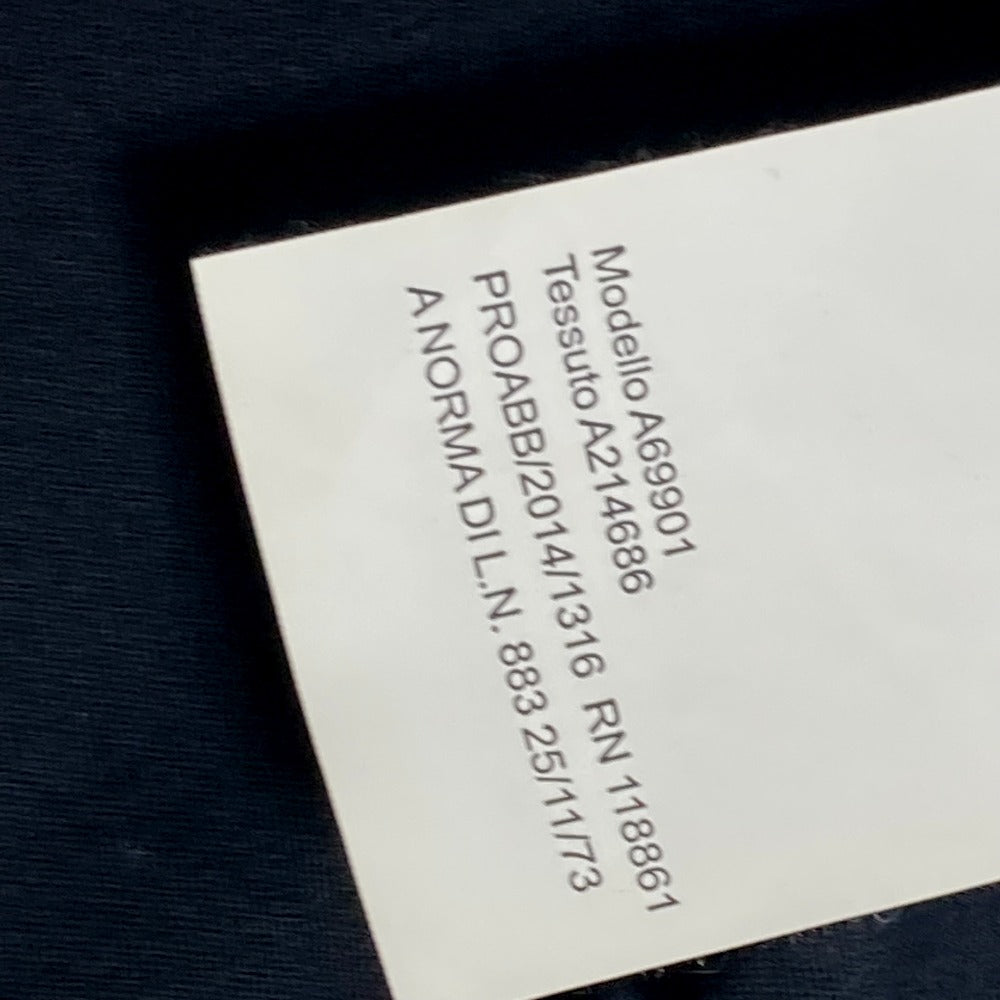 Modello A69901
Tessuto A214686
PROABB/2014/1316 RN 118861
A NORMA DI L.N. 883 25/11/73